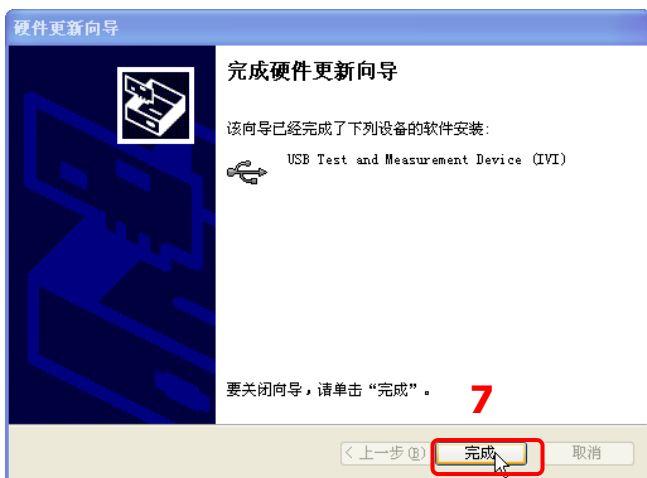 硬件更新向导
完成硬件更新向导
该向导已经完成了下列设备的软件安装:
USB Test and Measurement Device (IVI)
要关闭向导，请单击“完成”。
7
< 上一步(B)
完成
取消